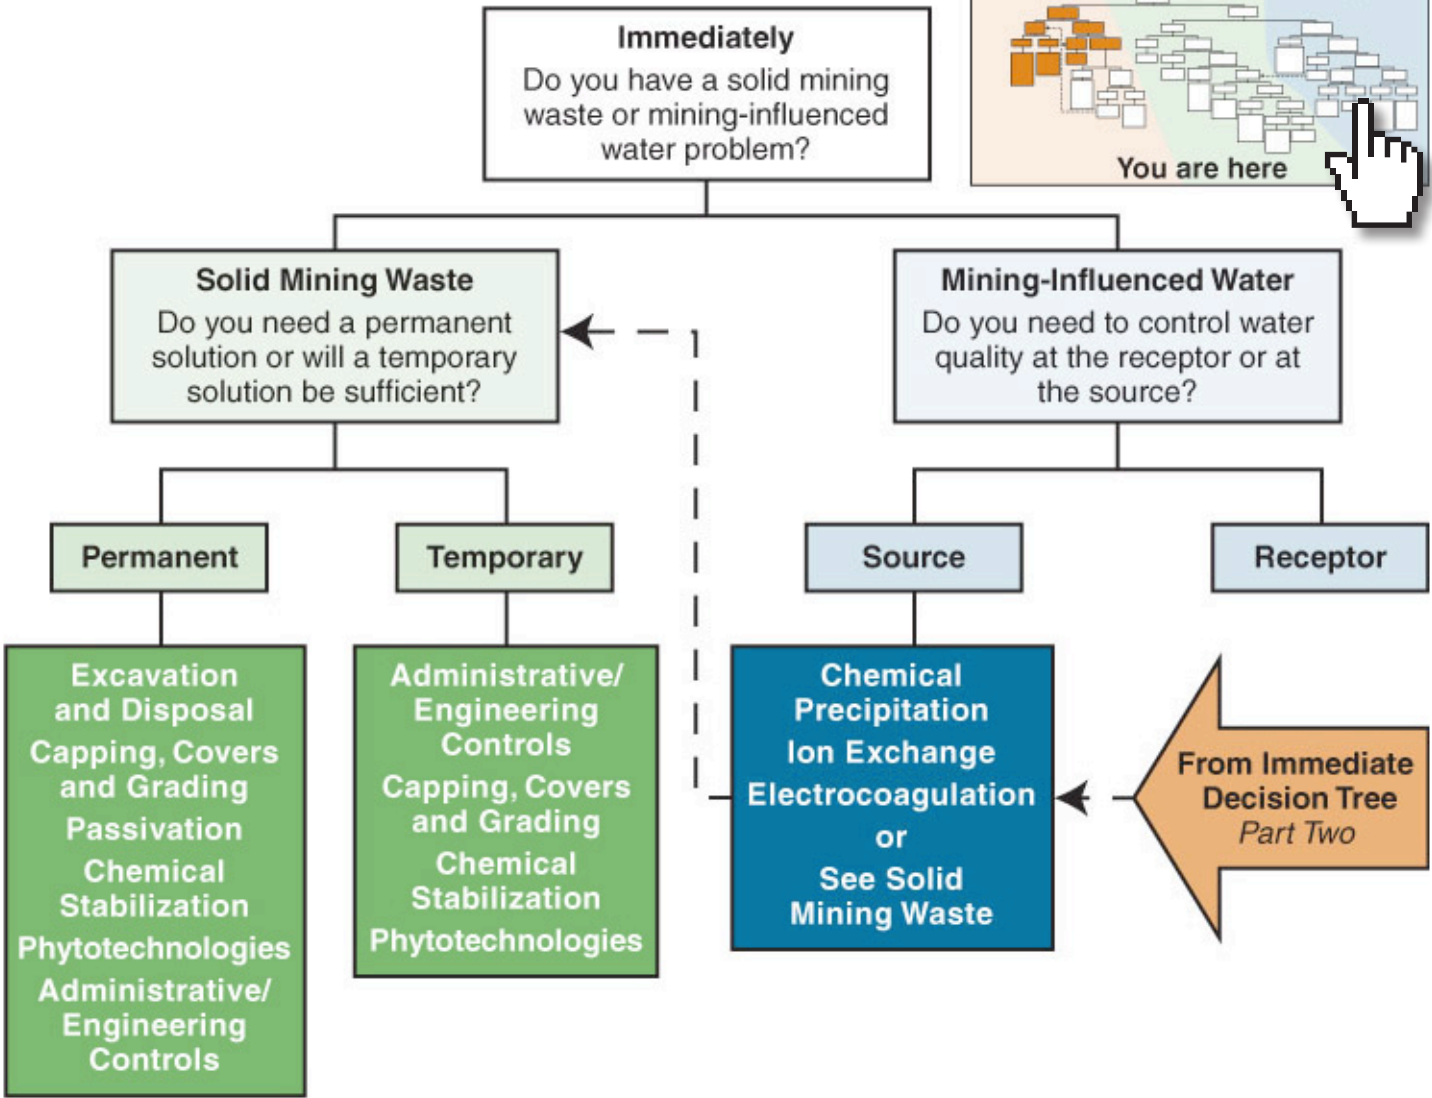 Immediately
Do you have a solid mining
waste or mining-influenced
water problem?
You are here
Solid Mining Waste
Do you need a permanent
solution or will a temporary
solution be sufficient?
Mining-Influenced Water
Do you need to control water
quality at the receptor or at
the source?
Permanent
Temporary
Source
Receptor
Excavation
and Disposal
Capping, Covers
and Grading
Passivation
Chemical
Stabilization
Phytotechnologies
Administrative/
Engineering
Controls
Administrative/
Engineering
Controls
Capping, Covers
and Grading
Chemical
Stabilization
Phytotechnologies
Chemical
Precipitation
Ion Exchange
Electrocoagulation
or
See Solid
Mining Waste
From Immediate
Decision Tree
Part Two